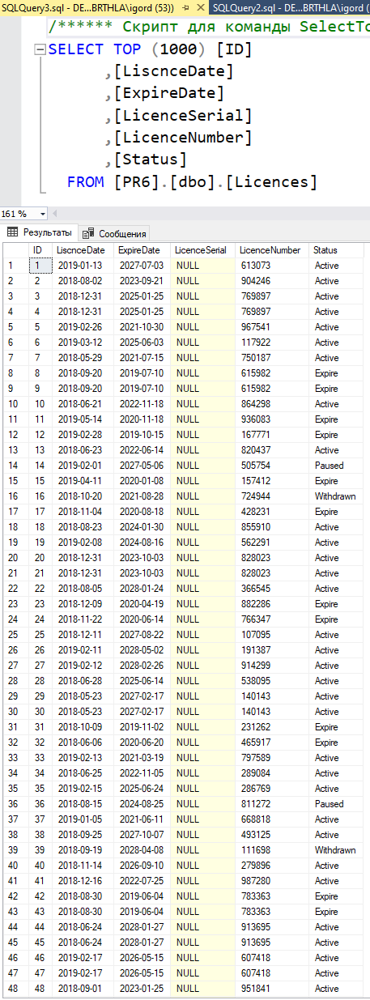 SQLQuery3.sql - DE...BRTHLA\igord (53)) SQLQuery2.sql - DE...BRTHLA\igord (
/****** Скрипт для команды SelectTo
SELECT TOP (1000) [ID]
,[LiscnceDate]
,[ExpireDate]
,[LicenceSerial]
,[LicenceNumber]
,[Status]
FROM [PR6].[dbo].[Licences]
161 %
Результаты Сообщения
ID LiscnceDate ExpireDate LicenceSerial LicenceNumber Status
1 1 2019-01-13 2027-07-03 NULL 613073 Active
2 2 2018-08-02 2023-09-21 NULL 904246 Active
3 3 2018-12-31 2025-01-25 NULL 769897 Active
4 4 2018-12-31 2025-01-25 NULL 769897 Active
5 5 2019-02-26 2021-10-30 NULL 967541 Active
6 6 2019-03-12 2025-06-03 NULL 117922 Active
7 7 2018-05-29 2021-07-15 NULL 750187 Active
8 8 2018-09-20 2019-07-10 NULL 615982 Expire
9 9 2018-09-20 2019-07-10 NULL 615982 Expire
10 10 2018-06-21 2022-11-18 NULL 864298 Active
11 11 2019-05-14 2020-11-18 NULL 936083 Expire
12 12 2019-02-28 2019-10-15 NULL 167771 Expire
13 13 2018-06-23 2022-06-14 NULL 820437 Active
14 14 2019-02-01 2027-05-06 NULL 505754 Paused
15 15 2019-04-11 2020-01-08 NULL 157412 Expire
16 16 2018-10-20 2021-08-28 NULL 724944 Withdrawn
17 17 2018-11-04 2020-08-18 NULL 428231 Expire
18 18 2018-08-23 2024-01-30 NULL 855910 Active
19 19 2019-02-08 2024-08-16 NULL 562291 Active
20 20 2018-12-31 2023-10-03 NULL 828023 Active
21 21 2018-12-31 2023-10-03 NULL 828023 Active
22 22 2018-08-05 2028-01-24 NULL 366545 Active
23 23 2018-12-09 2020-04-19 NULL 882286 Expire
24 24 2018-11-22 2020-06-14 NULL 766347 Expire
25 25 2018-12-11 2027-08-22 NULL 107095 Active
26 26 2019-02-11 2028-05-02 NULL 191387 Active
27 27 2019-02-12 2028-02-26 NULL 914299 Active
28 28 2018-06-28 2025-06-14 NULL 538095 Active
29 29 2018-05-23 2027-02-17 NULL 140143 Active
30 30 2018-05-23 2027-02-17 NULL 140143 Active
31 31 2018-10-09 2019-11-02 NULL 231262 Expire
32 32 2018-06-06 2020-06-20 NULL 465917 Expire
33 33 2019-02-13 2021-03-19 NULL 797589 Active
34 34 2018-06-25 2022-11-05 NULL 289084 Active
35 35 2019-02-15 2025-06-24 NULL 286769 Active
36 36 2018-08-15 2024-08-25 NULL 811272 Paused
37 37 2019-01-05 2021-06-11 NULL 668818 Active
38 38 2018-09-25 2027-10-07 NULL 493125 Active
39 39 2018-09-19 2028-04-08 NULL 111698 Withdrawn
40 40 2018-11-14 2026-09-10 NULL 279896 Active
41 41 2018-12-16 2022-07-25 NULL 987280 Active
42 42 2018-08-30 2019-06-04 NULL 783363 Expire
43 43 2018-08-30 2019-06-04 NULL 783363 Expire
44 44 2018-06-24 2028-01-27 NULL 913695 Active
45 45 2018-06-24 2028-01-27 NULL 913695 Active
46 46 2019-02-17 2026-05-15 NULL 607418 Active
47 47 2019-02-17 2026-05-15 NULL 607418 Active
48 48 2018-09-01 2023-01-25 NULL 951841 Active